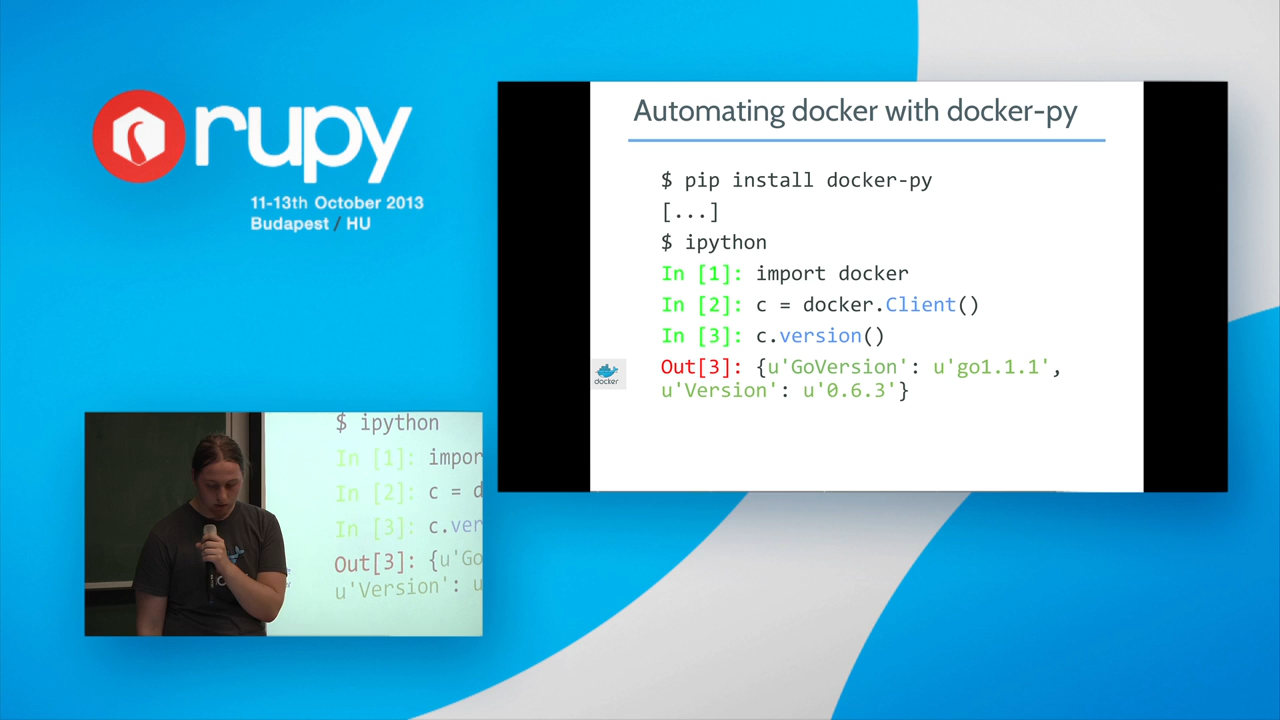 rupy
11-13th October 2013
Budapest / HU
Automating docker with docker-py
$ pip install docker-py
[...]
$ ipython
In [1]: import docker
In [2]: c = docker.Client()
In [3]: c.version()
Out[3]: {u'GoVersion': u'go1.1.1',
u'Version': u'0.6.3'}
docker
$ ipython
In [1]: impor
In [2]: c = d
In [3]: c.ver
Out[3]: {u'Go
u'Version': u